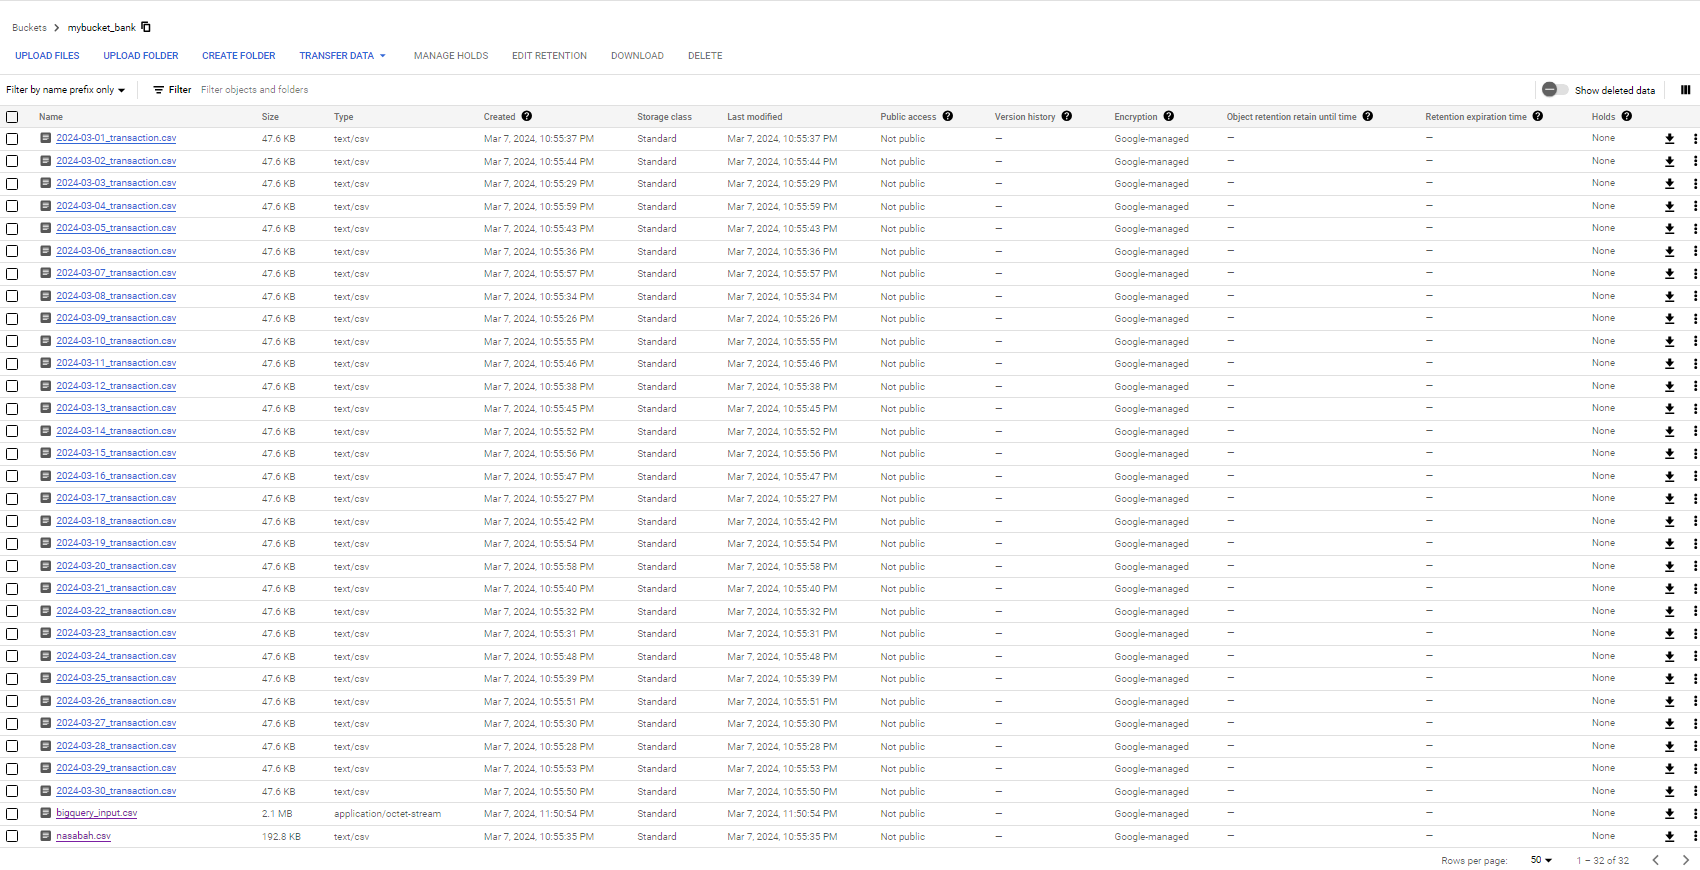 Buckets > mybucket_bank
UPLOAD FILES UPLOAD FOLDER CREATE FOLDER TRANSFER DATA MANAGE HOLDS EDIT RETENTION DOWNLOAD DELETE
Filter by name prefix only Filter Filter objects and folders Show deleted data
Name Size Type Created Storage class Last modified Public access Version history Encryption Object retention retain until time Retention expiration time Holds
2024-03-01_transaction.csv 47.6 KB text/csv Mar 7, 2024, 10:55:37 PM Standard Mar 7, 2024, 10:55:37 PM Not public — Google-managed — — None
2024-03-02_transaction.csv 47.6 KB text/csv Mar 7, 2024, 10:55:44 PM Standard Mar 7, 2024, 10:55:44 PM Not public — Google-managed — — None
2024-03-03_transaction.csv 47.6 KB text/csv Mar 7, 2024, 10:55:29 PM Standard Mar 7, 2024, 10:55:29 PM Not public — Google-managed — — None
2024-03-04_transaction.csv 47.6 KB text/csv Mar 7, 2024, 10:55:59 PM Standard Mar 7, 2024, 10:55:59 PM Not public — Google-managed — — None
2024-03-05_transaction.csv 47.6 KB text/csv Mar 7, 2024, 10:55:43 PM Standard Mar 7, 2024, 10:55:43 PM Not public — Google-managed — — None
2024-03-06_transaction.csv 47.6 KB text/csv Mar 7, 2024, 10:55:36 PM Standard Mar 7, 2024, 10:55:36 PM Not public — Google-managed — — None
2024-03-07_transaction.csv 47.6 KB text/csv Mar 7, 2024, 10:55:57 PM Standard Mar 7, 2024, 10:55:57 PM Not public — Google-managed — — None
2024-03-08_transaction.csv 47.6 KB text/csv Mar 7, 2024, 10:55:34 PM Standard Mar 7, 2024, 10:55:34 PM Not public — Google-managed — — None
2024-03-09_transaction.csv 47.6 KB text/csv Mar 7, 2024, 10:55:26 PM Standard Mar 7, 2024, 10:55:26 PM Not public — Google-managed — — None
2024-03-10_transaction.csv 47.6 KB text/csv Mar 7, 2024, 10:55:55 PM Standard Mar 7, 2024, 10:55:55 PM Not public — Google-managed — — None
2024-03-11_transaction.csv 47.6 KB text/csv Mar 7, 2024, 10:55:46 PM Standard Mar 7, 2024, 10:55:46 PM Not public — Google-managed — — None
2024-03-12_transaction.csv 47.6 KB text/csv Mar 7, 2024, 10:55:38 PM Standard Mar 7, 2024, 10:55:38 PM Not public — Google-managed — — None
2024-03-13_transaction.csv 47.6 KB text/csv Mar 7, 2024, 10:55:45 PM Standard Mar 7, 2024, 10:55:45 PM Not public — Google-managed — — None
2024-03-14_transaction.csv 47.6 KB text/csv Mar 7, 2024, 10:55:52 PM Standard Mar 7, 2024, 10:55:52 PM Not public — Google-managed — — None
2024-03-15_transaction.csv 47.6 KB text/csv Mar 7, 2024, 10:55:56 PM Standard Mar 7, 2024, 10:55:56 PM Not public — Google-managed — — None
2024-03-16_transaction.csv 47.6 KB text/csv Mar 7, 2024, 10:55:47 PM Standard Mar 7, 2024, 10:55:47 PM Not public — Google-managed — — None
2024-03-17_transaction.csv 47.6 KB text/csv Mar 7, 2024, 10:55:27 PM Standard Mar 7, 2024, 10:55:27 PM Not public — Google-managed — — None
2024-03-18_transaction.csv 47.6 KB text/csv Mar 7, 2024, 10:55:42 PM Standard Mar 7, 2024, 10:55:42 PM Not public — Google-managed — — None
2024-03-19_transaction.csv 47.6 KB text/csv Mar 7, 2024, 10:55:54 PM Standard Mar 7, 2024, 10:55:54 PM Not public — Google-managed — — None
2024-03-20_transaction.csv 47.6 KB text/csv Mar 7, 2024, 10:55:58 PM Standard Mar 7, 2024, 10:55:58 PM Not public — Google-managed — — None
2024-03-21_transaction.csv 47.6 KB text/csv Mar 7, 2024, 10:55:40 PM Standard Mar 7, 2024, 10:55:40 PM Not public — Google-managed — — None
2024-03-22_transaction.csv 47.6 KB text/csv Mar 7, 2024, 10:55:32 PM Standard Mar 7, 2024, 10:55:32 PM Not public — Google-managed — — None
2024-03-23_transaction.csv 47.6 KB text/csv Mar 7, 2024, 10:55:31 PM Standard Mar 7, 2024, 10:55:31 PM Not public — Google-managed — — None
2024-03-24_transaction.csv 47.6 KB text/csv Mar 7, 2024, 10:55:48 PM Standard Mar 7, 2024, 10:55:48 PM Not public — Google-managed — — None
2024-03-25_transaction.csv 47.6 KB text/csv Mar 7, 2024, 10:55:39 PM Standard Mar 7, 2024, 10:55:39 PM Not public — Google-managed — — None
2024-03-26_transaction.csv 47.6 KB text/csv Mar 7, 2024, 10:55:51 PM Standard Mar 7, 2024, 10:55:51 PM Not public — Google-managed — — None
2024-03-27_transaction.csv 47.6 KB text/csv Mar 7, 2024, 10:55:30 PM Standard Mar 7, 2024, 10:55:30 PM Not public — Google-managed — — None
2024-03-28_transaction.csv 47.6 KB text/csv Mar 7, 2024, 10:55:28 PM Standard Mar 7, 2024, 10:55:28 PM Not public — Google-managed — — None
2024-03-29_transaction.csv 47.6 KB text/csv Mar 7, 2024, 10:55:53 PM Standard Mar 7, 2024, 10:55:53 PM Not public — Google-managed — — None
2024-03-30_transaction.csv 47.6 KB text/csv Mar 7, 2024, 10:55:50 PM Standard Mar 7, 2024, 10:55:50 PM Not public — Google-managed — — None
bigquery_input.csv 2.1 MB application/octet-stream Mar 7, 2024, 11:50:54 PM Standard Mar 7, 2024, 11:50:54 PM Not public — Google-managed — — None
nasabah.csv 192.8 KB text/csv Mar 7, 2024, 10:55:35 PM Standard Mar 7, 2024, 10:55:35 PM Not public — Google-managed — — None
Rows per page: 50 1 – 32 of 32